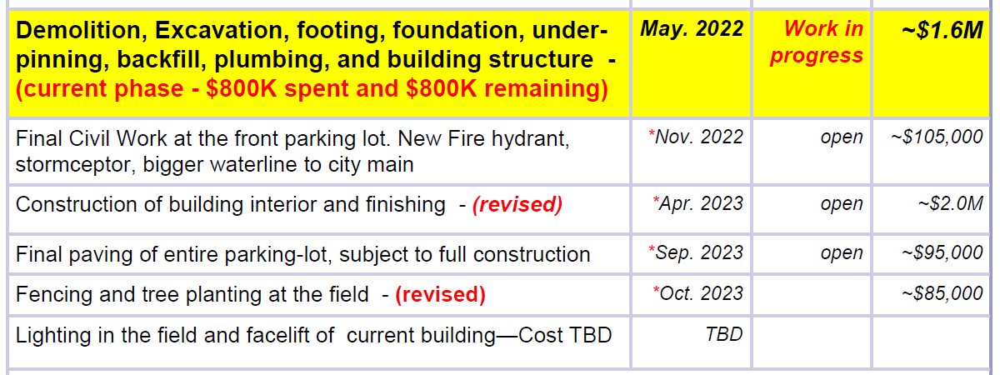 Demolition, Excavation, footing, foundation, under-
pinning, backfill, plumbing, and building structure -
(current phase - $800K spent and $800K remaining)
May. 2022
Work in
progress
~$1.6M
Final Civil Work at the front parking lot. New Fire hydrant,
stormceptor, bigger waterline to city main
*Nov. 2022
open
~$105,000
Construction of building interior and finishing - (revised)
*Apr. 2023
open
~$2.0M
Final paving of entire parking-lot, subject to full construction
*Sep. 2023
open
~$95,000
Fencing and tree planting at the field - (revised)
*Oct. 2023
~$85,000
Lighting in the field and facelift of current building—Cost TBD
TBD